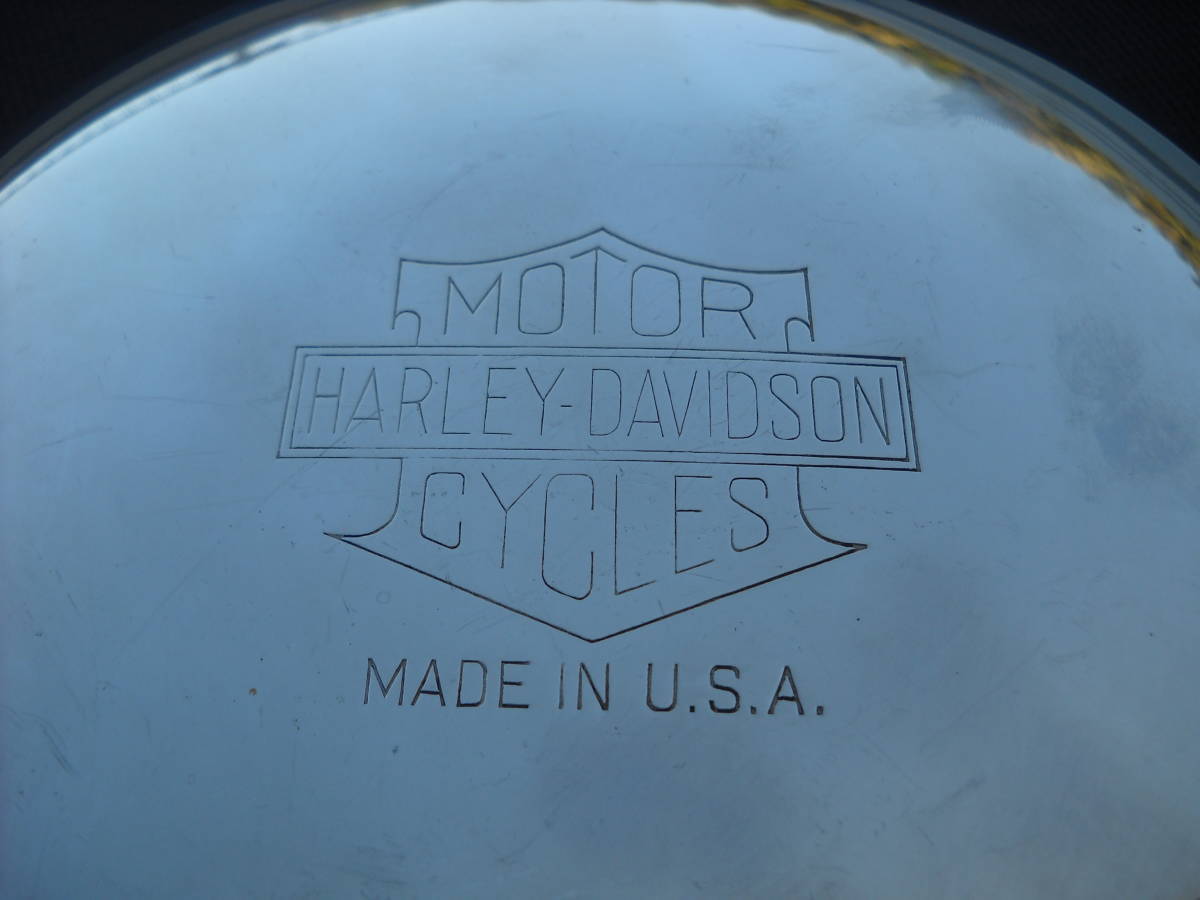 MOTOR
HARLEY-DAVIDSON
CYCLES
MADE IN U.S.A.